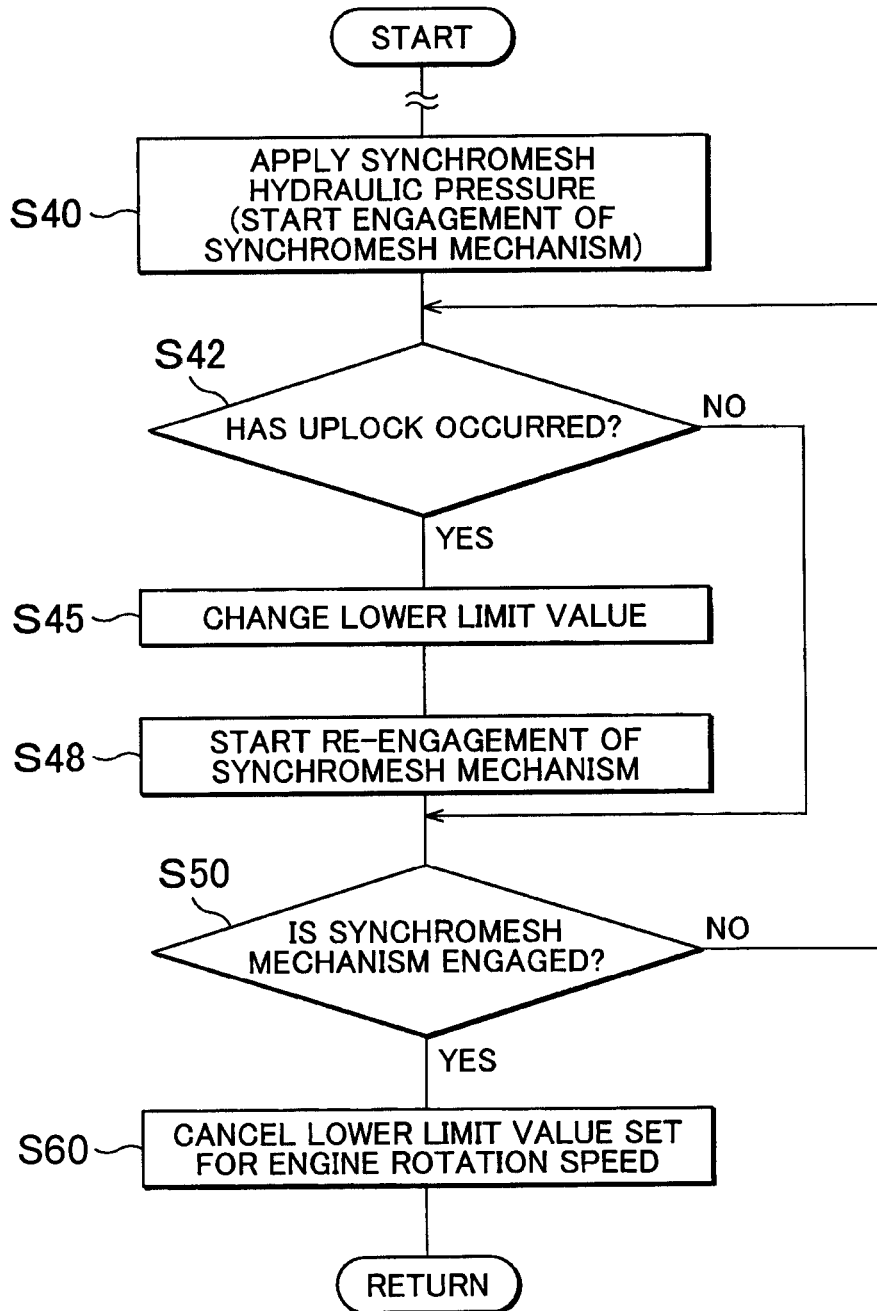 START
S40
APPLY SYNCHROMESH
HYDRAULIC PRESSURE
(START ENGAGEMENT OF
SYNCHROMESH MECHANISM)
S42
HAS UPLOCK OCCURRED?
NO
YES
S45
CHANGE LOWER LIMIT VALUE
S48
START RE-ENGAGEMENT OF
SYNCHROMESH MECHANISM
S50
IS SYNCHROMESH
MECHANISM ENGAGED?
NO
YES
S60
CANCEL LOWER LIMIT VALUE SET
FOR ENGINE ROTATION SPEED
RETURN